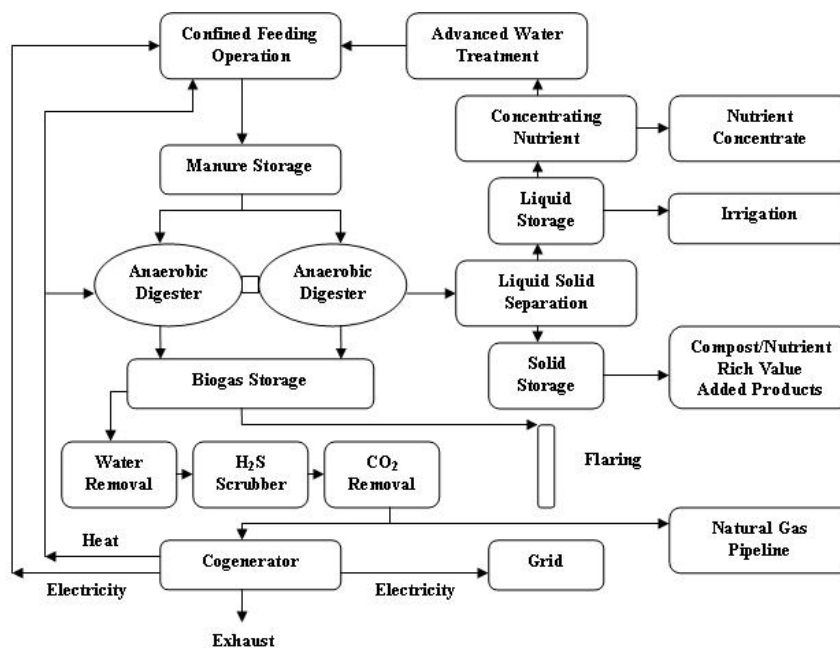 Confined Feeding
Operation
Advanced Water
Treatment
Concentrating
Nutrient
Nutrient
Concentrate
Manure Storage
Liquid
Storage
Irrigation
Anaerobic
Digester
Anaerobic
Digester
Liquid Solid
Separation
Biogas Storage
Solid
Storage
Compost/Nutrient
Rich Value
Added Products
Water
Removal
H₂S
Scrubber
CO₂
Removal
Flaring
Natural Gas
Pipeline
Heat
Cogenerator
Grid
Electricity
Electricity
Exhaust